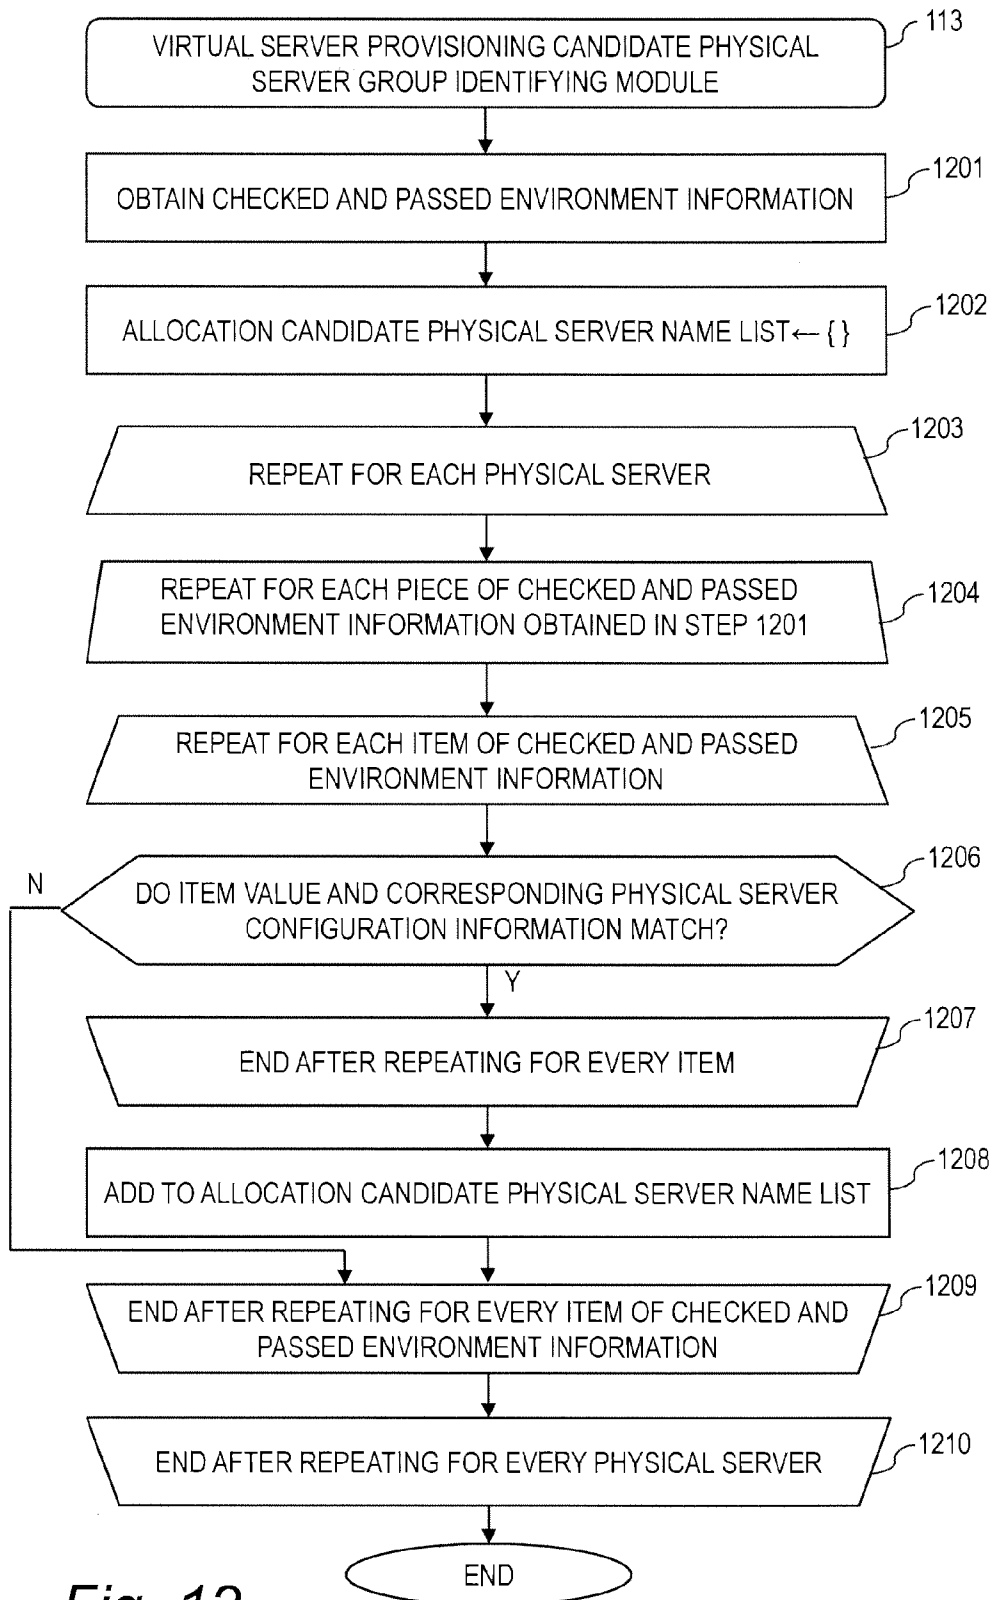 113
VIRTUAL SERVER PROVISIONING CANDIDATE PHYSICAL
SERVER GROUP IDENTIFYING MODULE
1201
OBTAIN CHECKED AND PASSED ENVIRONMENT INFORMATION
1202
ALLOCATION CANDIDATE PHYSICAL SERVER NAME LIST← { }
1203
REPEAT FOR EACH PHYSICAL SERVER
1204
REPEAT FOR EACH PIECE OF CHECKED AND PASSED
ENVIRONMENT INFORMATION OBTAINED IN STEP 1201
1205
REPEAT FOR EACH ITEM OF CHECKED AND PASSED
ENVIRONMENT INFORMATION
1206
N
DO ITEM VALUE AND CORRESPONDING PHYSICAL SERVER
CONFIGURATION INFORMATION MATCH?
Y
1207
END AFTER REPEATING FOR EVERY ITEM
1208
ADD TO ALLOCATION CANDIDATE PHYSICAL SERVER NAME LIST
1209
END AFTER REPEATING FOR EVERY ITEM OF CHECKED AND
PASSED ENVIRONMENT INFORMATION
1210
END AFTER REPEATING FOR EVERY PHYSICAL SERVER
END
Fig. 12